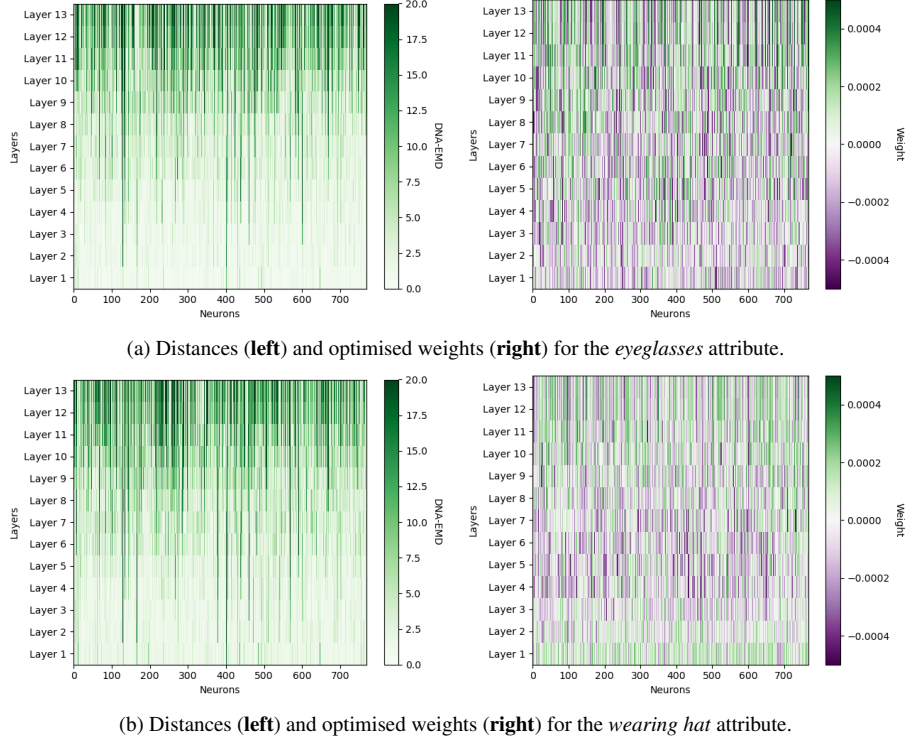 Layer 13
Layer 12
Layer 11
Layer 10
Layer 9
Layer 8
Layer 7
Layer 6
Layer 5
Layer 4
Layer 3
Layer 2
Layer 1
Layers
0 100 200 300 400 500 600 700
Neurons
20.0
17.5
15.0
12.5
10.0
7.5
5.0
2.5
0.0
DNA-EMD
Layer 13
Layer 12
Layer 11
Layer 10
Layer 9
Layer 8
Layer 7
Layer 6
Layer 5
Layer 4
Layer 3
Layer 2
Layer 1
Layers
0 100 200 300 400 500 600 700
Neurons
0.0004
0.0002
0.0000
−0.0002
−0.0004
Weight
(a) Distances (left) and optimised weights (right) for the eyeglasses attribute.
Layer 13
Layer 12
Layer 11
Layer 10
Layer 9
Layer 8
Layer 7
Layer 6
Layer 5
Layer 4
Layer 3
Layer 2
Layer 1
Layers
0 100 200 300 400 500 600 700
Neurons
20.0
17.5
15.0
12.5
10.0
7.5
5.0
2.5
0.0
DNA-EMD
Layer 13
Layer 12
Layer 11
Layer 10
Layer 9
Layer 8
Layer 7
Layer 6
Layer 5
Layer 4
Layer 3
Layer 2
Layer 1
Layers
0 100 200 300 400 500 600 700
Neurons
0.0004
0.0002
0.0000
−0.0002
−0.0004
Weight
(b) Distances (left) and optimised weights (right) for the wearing hat attribute.